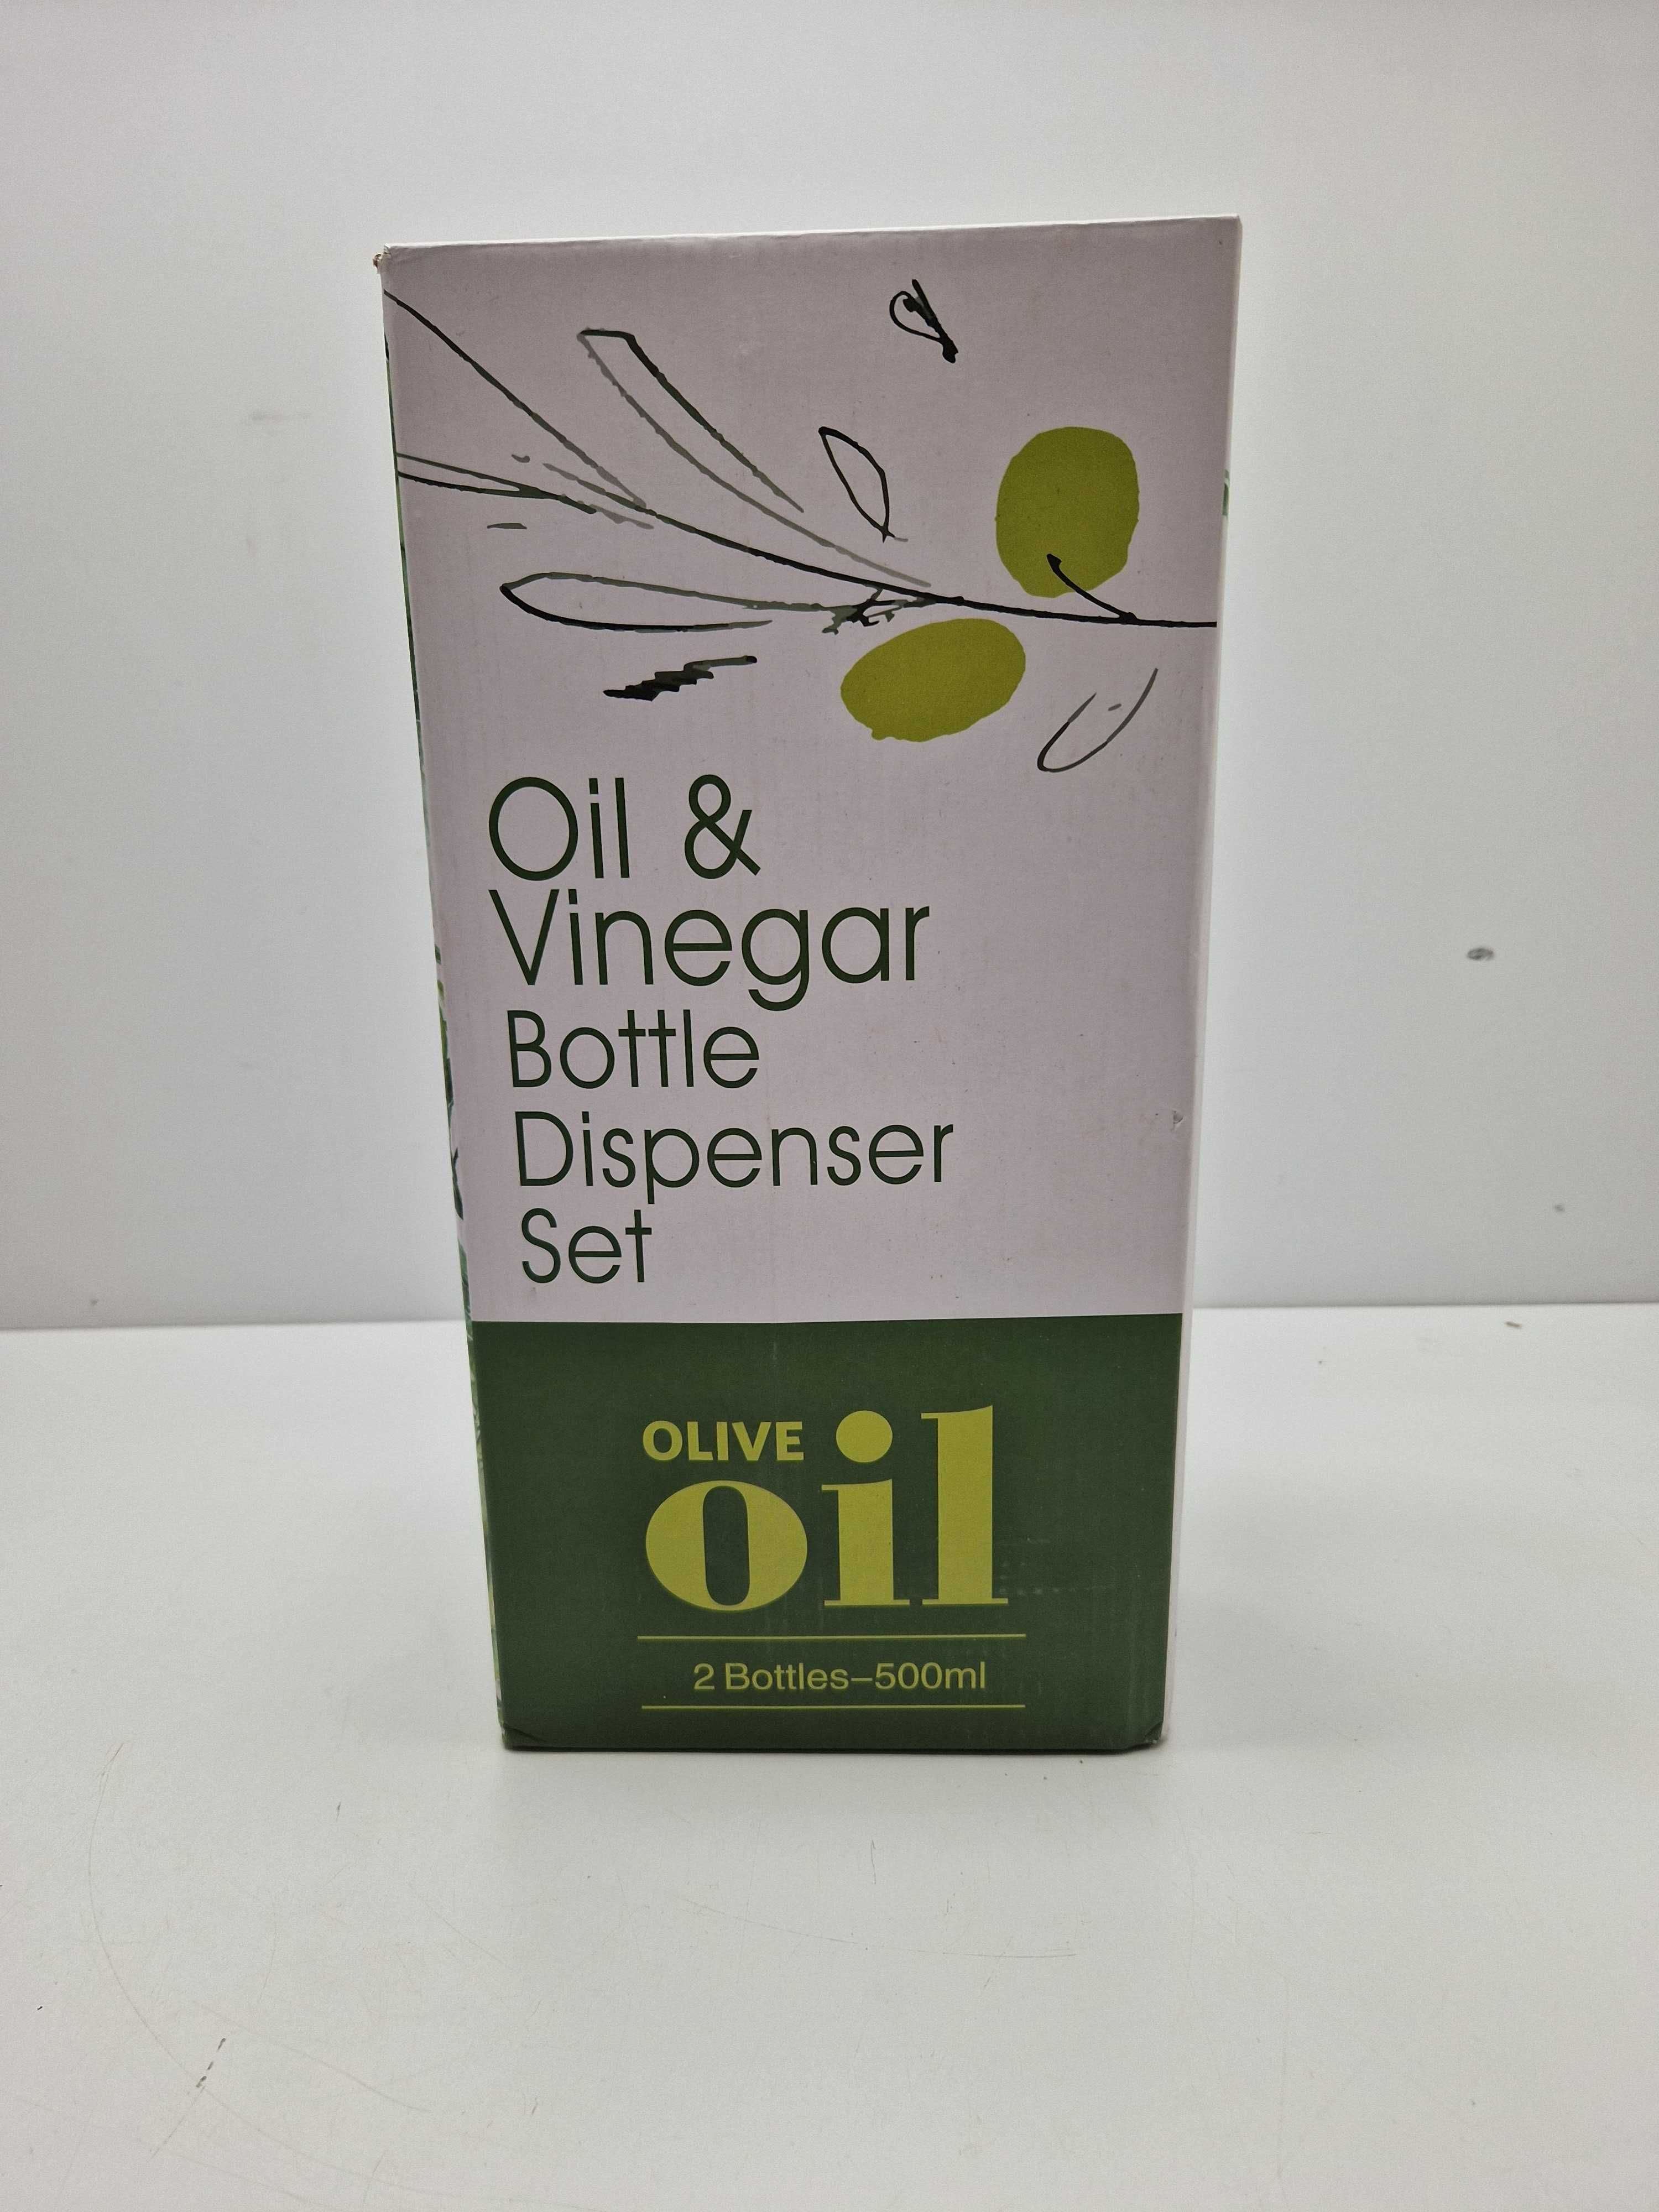 Oil &
Vinegar
Bottle
Dispenser
Set
OLIVE
oil
2 Bottles–500ml